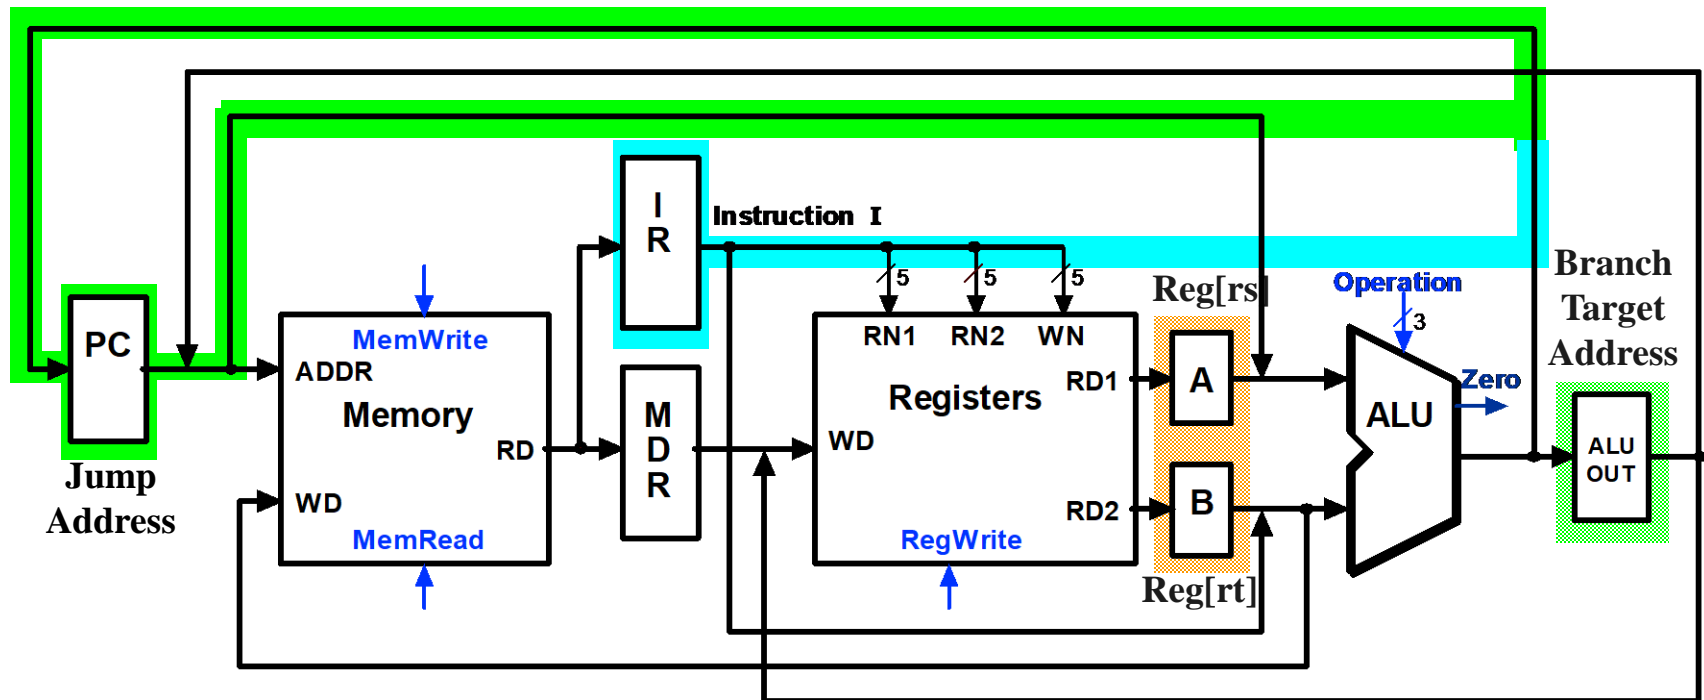 I
R
Instruction I
5
5
5
Branch
Target
Address
Reg[rs]
Operation
3
PC
MemWrite
RN1
RN2
WN
ADDR
Memory
RD1
A
Zero
Registers
ALU
M
D
R
RD
WD
ALU
OUT
Jump
Address
WD
RD2
B
MemRead
RegWrite
Reg[rt]